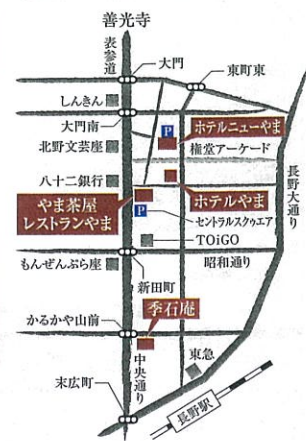 善光寺
表参道
大門
東町東
しんきん
大門南
P
ホテルニューやま
北野文芸座
権堂アーケード
八十二銀行
やま茶屋
レストランやま
ホテルやま
P
セントラルスクゥエア
TOiGO
長野大通り
もんぜんぷら座
昭和通り
新田町
かるかや山前
季石庵
中央通り
東急
末広町
長野駅